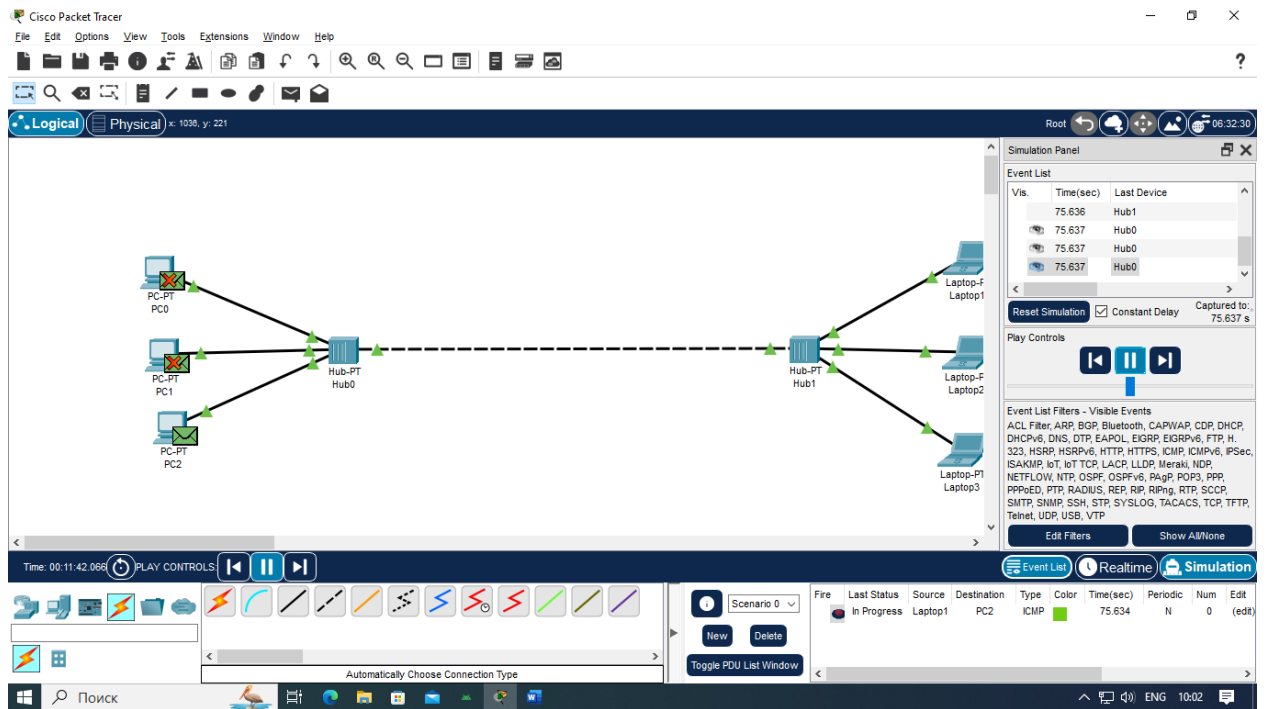 Cisco Packet Tracer
File Edit Options View Tools Extensions Window Help
?
Logical Physical x: 1036, y: 221
Root 06:32:30
PC-PT
PC0
PC-PT
PC1
PC-PT
PC2
Hub-PT
Hub0
Hub-PT
Hub1
Laptop-P
Laptop1
Laptop-P
Laptop2
Laptop-PT
Laptop3
Simulation Panel
Event List
Vis. Time(sec) Last Device
75.636 Hub1
75.637 Hub0
75.637 Hub0
75.637 Hub0
Reset Simulation Constant Delay Captured to:
75.637 s
Play Controls
Event List Filters - Visible Events
ACL Filter, ARP, BGP, Bluetooth, CAPWAP, CDP, DHCP,
DHCPv6, DNS, DTP, EAPOL, EIGRP, EIGRPv6, FTP, H.
323, HSRP, HSRPv6, HTTP, HTTPS, ICMP, ICMPv6, IPSec,
ISAKMP, IoT, IoT TCP, LACP, LLDP, Meraki, NDP,
NETFLOW, NTP, OSPF, OSPFv6, PAgP, POP3, PPP,
PPPoED, PTP, RADIUS, REP, RIP, RIPng, RTP, SCCP,
SMTP, SNMP, SSH, STP, SYSLOG, TACACS, TCP, TFTP,
Telnet, UDP, USB, VTP
Edit Filters Show All/None
Time: 00:11:42.066 PLAY CONTROLS:
Event List Realtime Simulation
Scenario 0
New Delete
Toggle PDU List Window
Fire Last Status Source Destination Type Color Time(sec) Periodic Num Edit
In Progress Laptop1 PC2 ICMP 75.634 N 0 (edit)
Automatically Choose Connection Type
Поиск
ENG 10:02